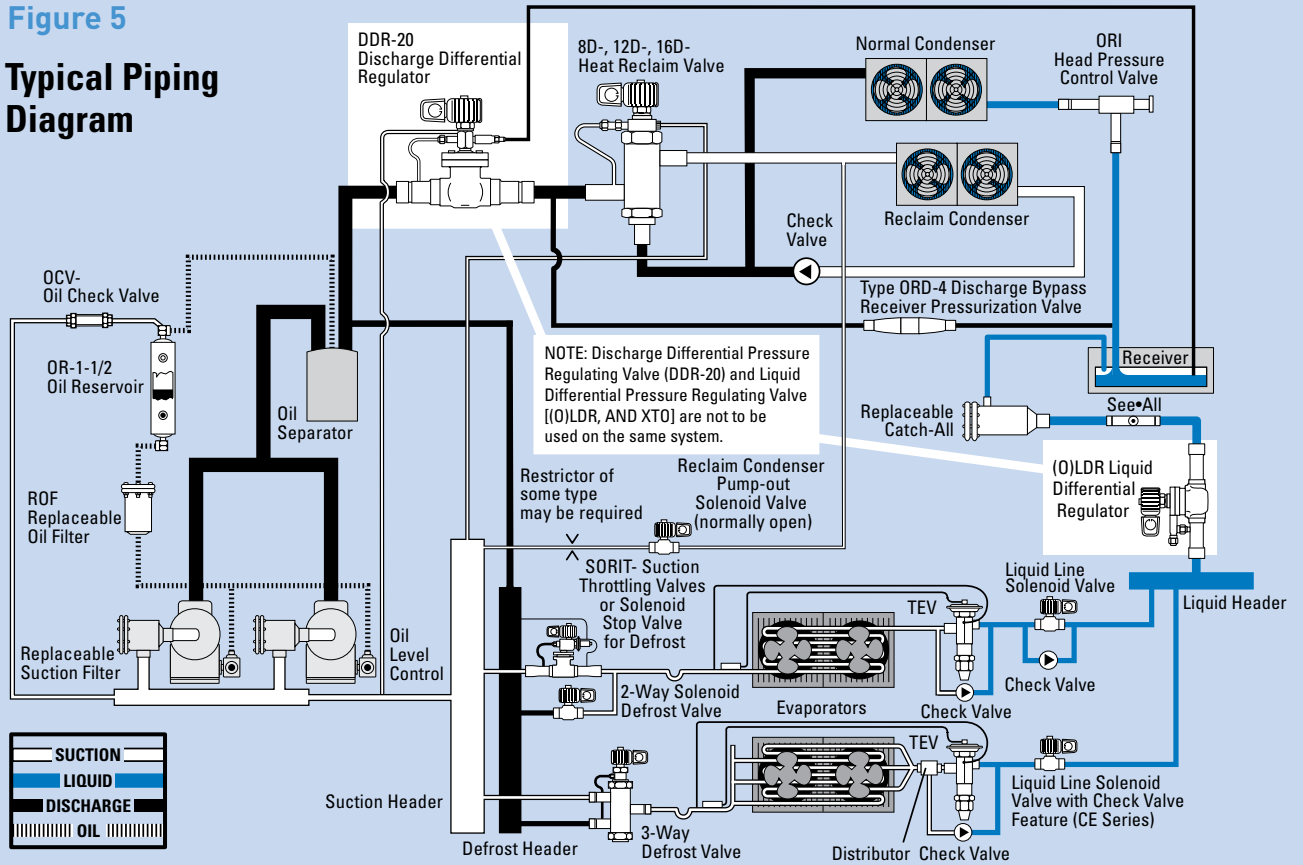 Figure 5
Typical Piping
Diagram
DDR-20
Discharge Differential
Regulator
8D-, 12D-, 16D-
Heat Reclaim Valve
Normal Condenser
ORI
Head Pressure
Control Valve
Reclaim Condenser
Check
Valve
Type ORD-4 Discharge Bypass
Receiver Pressurization Valve
OCV-
Oil Check Valve
OR-1-1/2
Oil Reservoir
Oil
Separator
NOTE: Discharge Differential Pressure
Regulating Valve (DDR-20) and Liquid
Differential Pressure Regulating Valve
[(O)LDR, AND XTO] are not to be
used on the same system.
Receiver
Replaceable
Catch-All
See•All
(O)LDR Liquid
Differential
Regulator
ROF
Replaceable
Oil Filter
Restrictor of
some type
may be required
Reclaim Condenser
Pump-out
Solenoid Valve
(normally open)
SORIT- Suction
Throttling Valves
or Solenoid
Stop Valve
for Defrost
TEV
Liquid Line
Solenoid Valve
Liquid Header
Replaceable
Suction Filter
Oil
Level
Control
2-Way Solenoid
Defrost Valve
Evaporators
Check Valve
Check Valve
TEV
SUCTION
LIQUID
DISCHARGE
OIL
Suction Header
Defrost Header
3-Way
Defrost Valve
Distributor
Check Valve
Liquid Line Solenoid
Valve with Check Valve
Feature (CE Series)